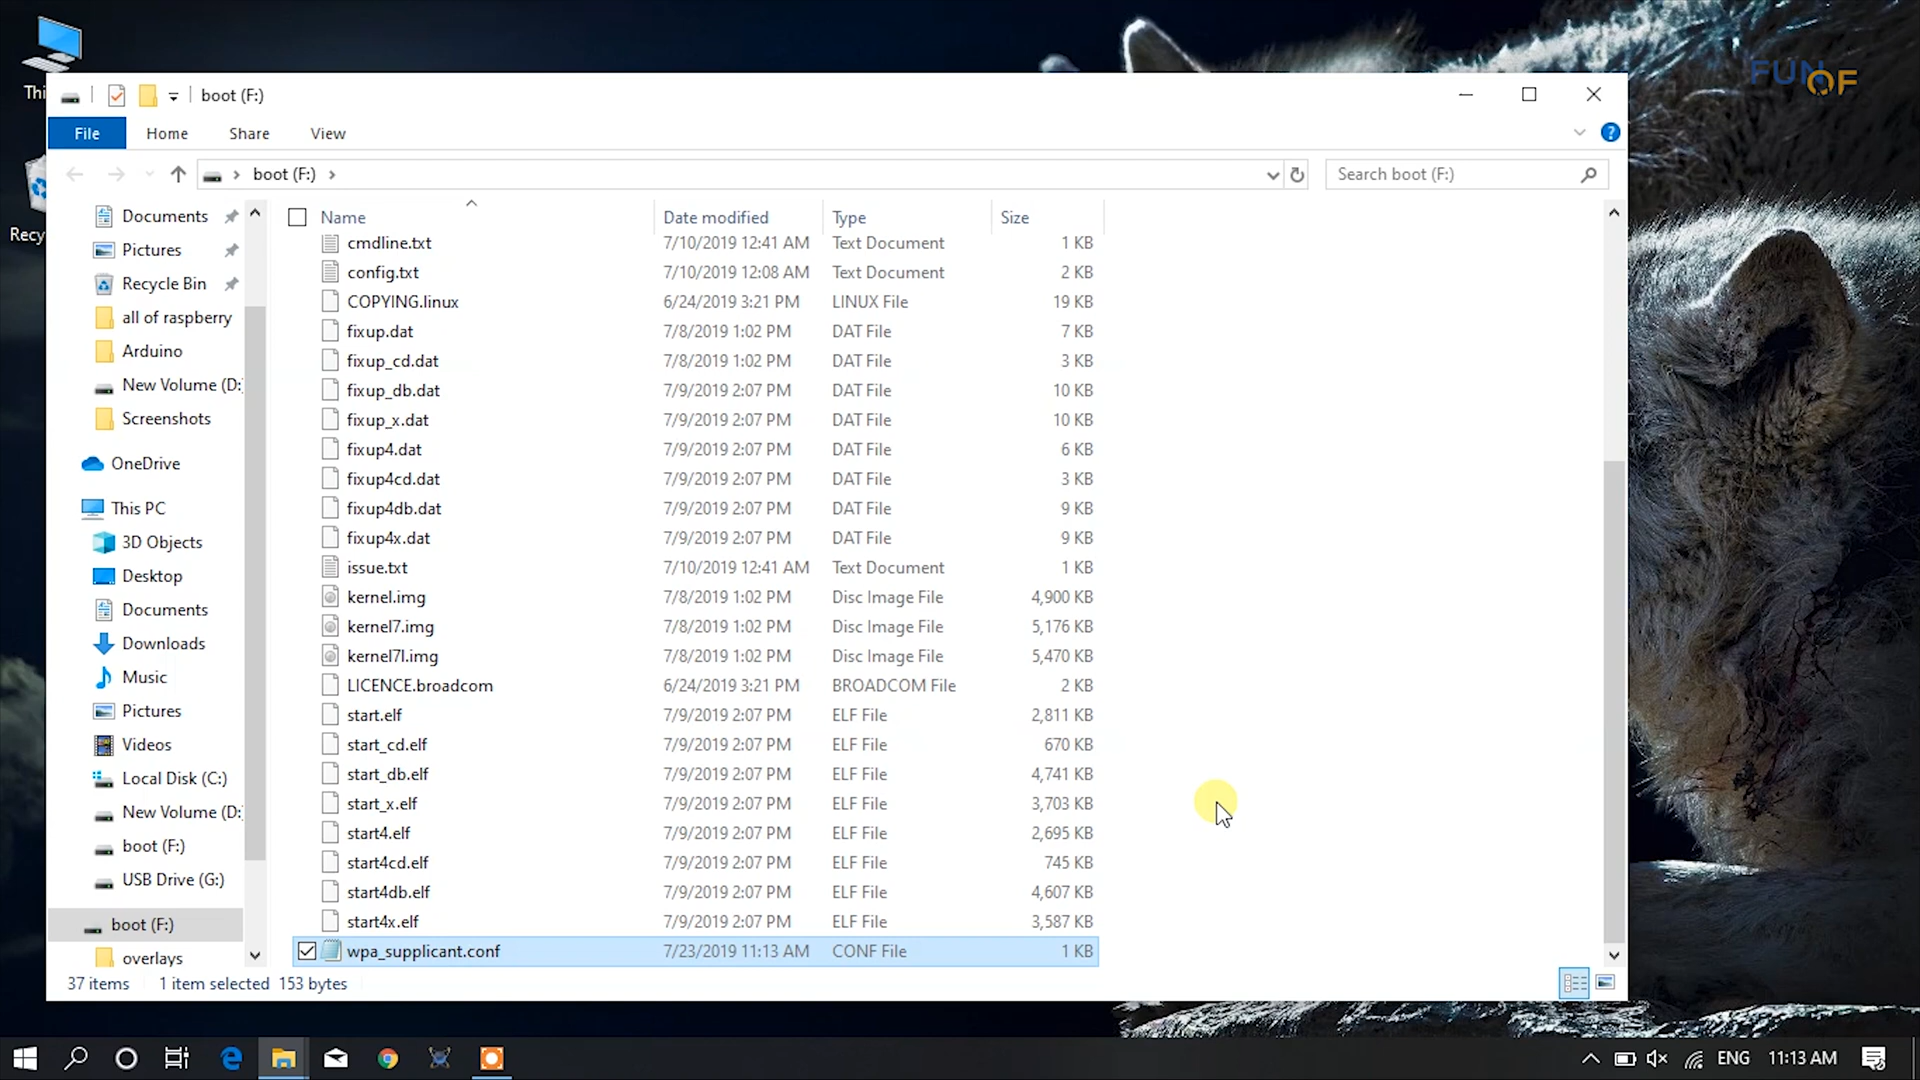 Thi
FUN OF
boot (F:)
File Home Share View
boot (F:)
Search boot (F:)
Recy
Documents
Pictures
Recycle Bin
all of raspberry
Arduino
New Volume (D:
Screenshots
OneDrive
This PC
3D Objects
Desktop
Documents
Downloads
Music
Pictures
Videos
Local Disk (C:)
New Volume (D:
boot (F:)
USB Drive (G:)
boot (F:)
overlays
Name Date modified Type Size
cmdline.txt 7/10/2019 12:41 AM Text Document 1 KB
config.txt 7/10/2019 12:08 AM Text Document 2 KB
COPYING.linux 6/24/2019 3:21 PM LINUX File 19 KB
fixup.dat 7/8/2019 1:02 PM DAT File 7 KB
fixup_cd.dat 7/8/2019 1:02 PM DAT File 3 KB
fixup_db.dat 7/9/2019 2:07 PM DAT File 10 KB
fixup_x.dat 7/9/2019 2:07 PM DAT File 10 KB
fixup4.dat 7/9/2019 2:07 PM DAT File 6 KB
fixup4cd.dat 7/9/2019 2:07 PM DAT File 3 KB
fixup4db.dat 7/9/2019 2:07 PM DAT File 9 KB
fixup4x.dat 7/9/2019 2:07 PM DAT File 9 KB
issue.txt 7/10/2019 12:41 AM Text Document 1 KB
kernel.img 7/8/2019 1:02 PM Disc Image File 4,900 KB
kernel7.img 7/8/2019 1:02 PM Disc Image File 5,176 KB
kernel7l.img 7/8/2019 1:02 PM Disc Image File 5,470 KB
LICENCE.broadcom 6/24/2019 3:21 PM BROADCOM File 2 KB
start.elf 7/9/2019 2:07 PM ELF File 2,811 KB
start_cd.elf 7/9/2019 2:07 PM ELF File 670 KB
start_db.elf 7/9/2019 2:07 PM ELF File 4,741 KB
start_x.elf 7/9/2019 2:07 PM ELF File 3,703 KB
start4.elf 7/9/2019 2:07 PM ELF File 2,695 KB
start4cd.elf 7/9/2019 2:07 PM ELF File 745 KB
start4db.elf 7/9/2019 2:07 PM ELF File 4,607 KB
start4x.elf 7/9/2019 2:07 PM ELF File 3,587 KB
wpa_supplicant.conf 7/23/2019 11:13 AM CONF File 1 KB
37 items 1 item selected 153 bytes
ENG 11:13 AM